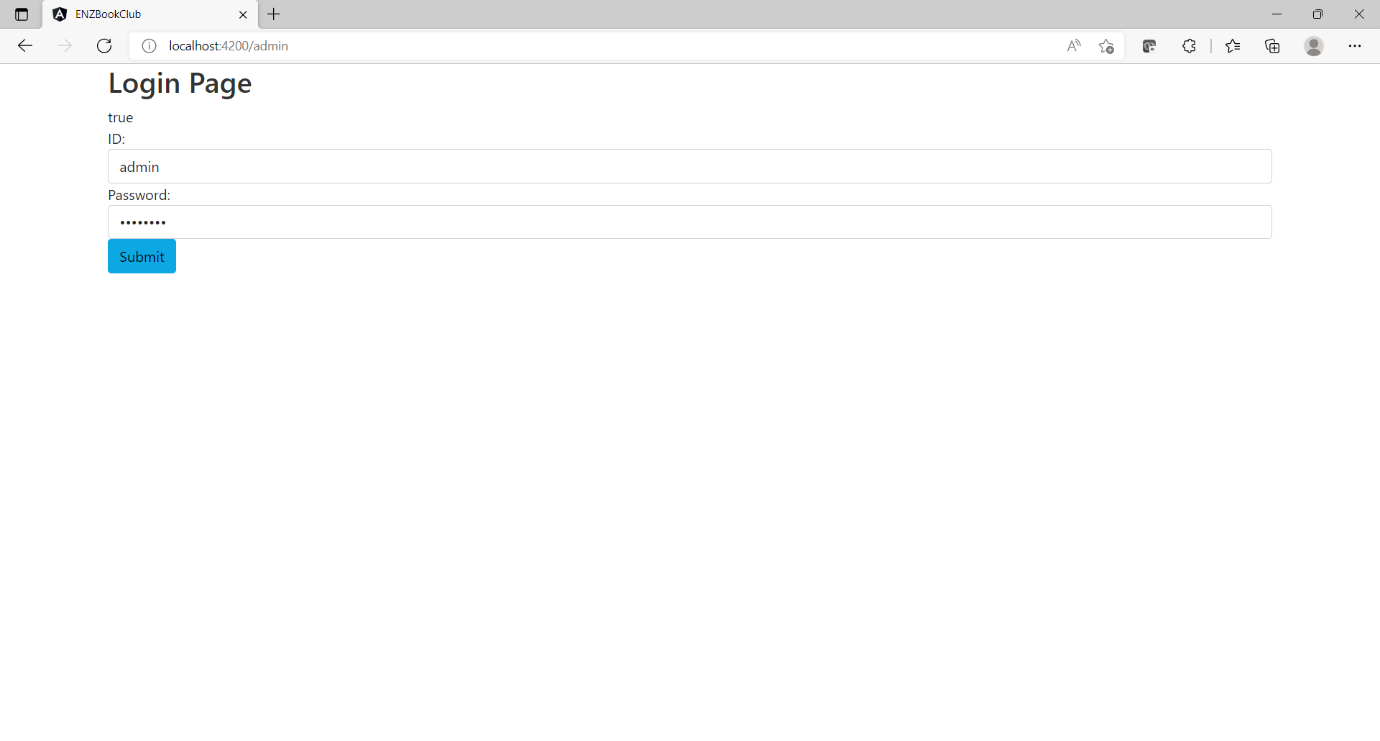 ENZBookClub
localhost:4200/admin
Login Page
true
ID:
admin
Password:
••••••••
Submit